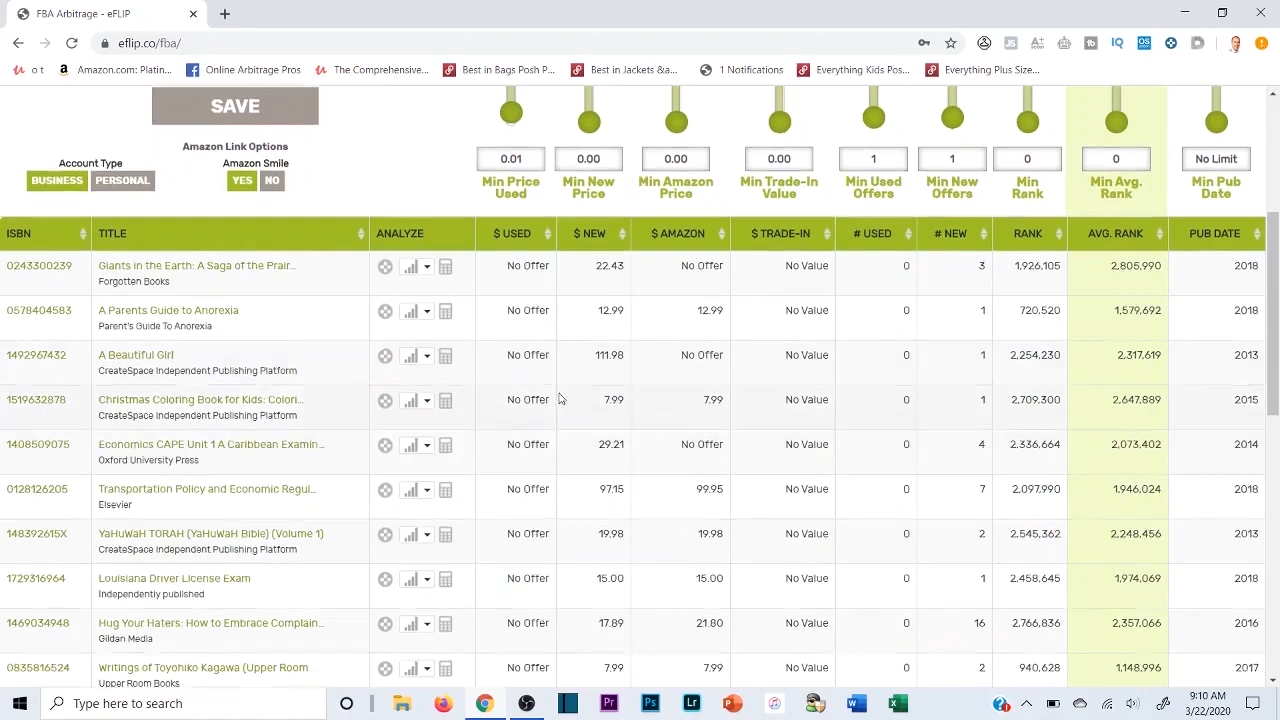 FBA Arbitrage - eFLIP
eflip.co/fba/
o t
Amazon.com: Platin...
Online Arbitrage Pros
The Comprehensive...
Best in Bags Posh P...
Best in Jackets &a...
1 Notifications
Everything Kids Pos...
Everything Plus Size...
SAVE
Amazon Link Options
Account Type
Amazon Smile
BUSINESS PERSONAL
YES NO
0.01 0.00 0.00 0.00 1 1 0 0 No Limit
Min Price Used
Min New Price
Min Amazon Price
Min Trade-In Value
Min Used Offers
Min New Offers
Min Rank
Min Avg. Rank
Min Pub Date
ISBN TITLE ANALYZE $ USED $ NEW $ AMAZON $ TRADE-IN # USED # NEW RANK AVG. RANK PUB DATE
0243300239 Giants in the Earth: A Saga of the Prair... No Offer 22.43 No Offer No Value 0 3 1,926,105 2,805,990 2018
Forgotten Books
0578404583 A Parents Guide to Anorexia No Offer 12.99 12.99 No Value 0 1 720,520 1,579,692 2018
Parent's Guide To Anorexia
1492967432 A Beautiful Girl No Offer 111.98 No Offer No Value 0 1 2,254,230 2,317,619 2013
CreateSpace Independent Publishing Platform
1519632878 Christmas Coloring Book for Kids: Colori... No Offer 7.99 7.99 No Value 0 1 2,709,300 2,647,889 2015
CreateSpace Independent Publishing Platform
1408509075 Economics CAPE Unit 1 A Caribbean Examin... No Offer 29.21 No Offer No Value 0 4 2,336,664 2,073,402 2014
Oxford University Press
0128126205 Transportation Policy and Economic Regul... No Offer 97.15 99.95 No Value 0 7 2,097,990 1,946,024 2018
Elsevier
148392615X YaHuWaH TORAH (YaHuWaH Bible) (Volume 1) No Offer 19.98 19.98 No Value 0 2 2,545,362 2,248,456 2013
CreateSpace Independent Publishing Platform
1729316964 Louisiana Driver License Exam No Offer 15.00 15.00 No Value 0 1 2,458,645 1,974,069 2018
Independently published
1469034948 Hug Your Haters: How to Embrace Complain... No Offer 17.89 21.80 No Value 0 16 2,766,836 2,357,066 2016
Gildan Media
0835816524 Writings of Toyohiko Kagawa (Upper Room No Offer 7.99 7.99 No Value 0 2 940,628 1,148,996 2017
Upper Room Books
Type here to search
9:10 AM
3/22/2020